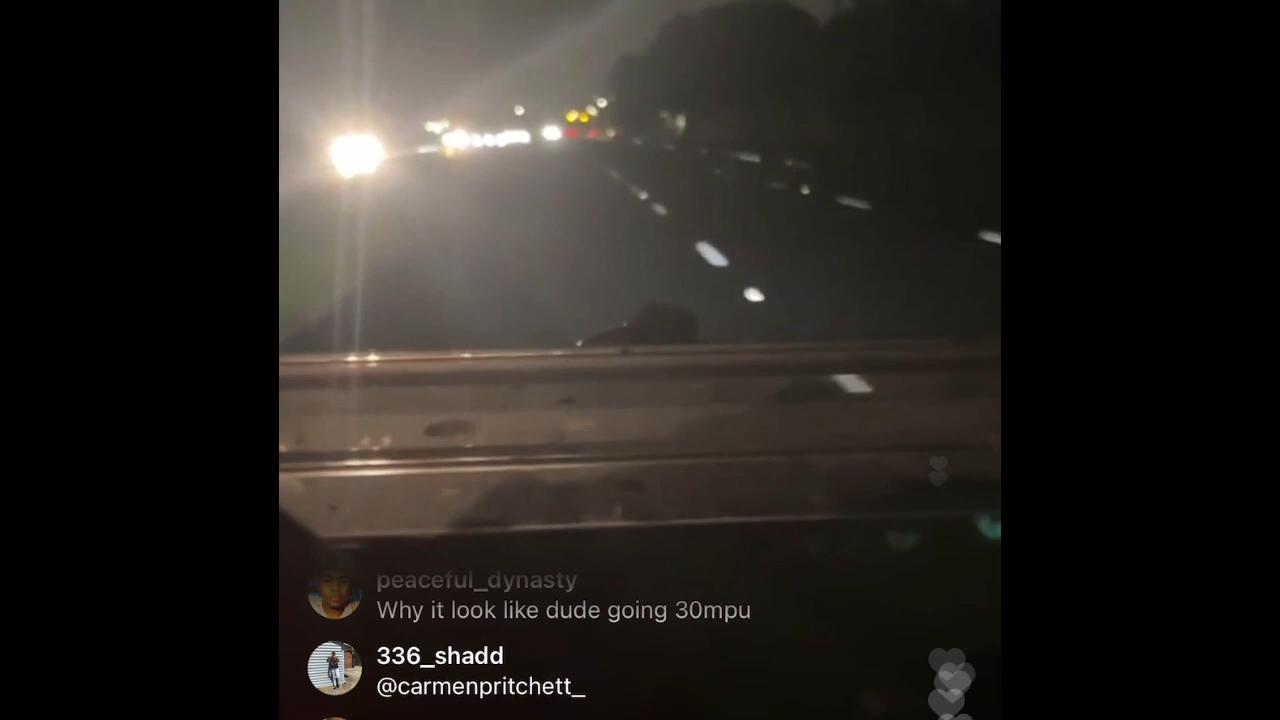 peaceful_dynasty
Why it look like dude going 30mpu
336_shadd
@carmenpritchett_